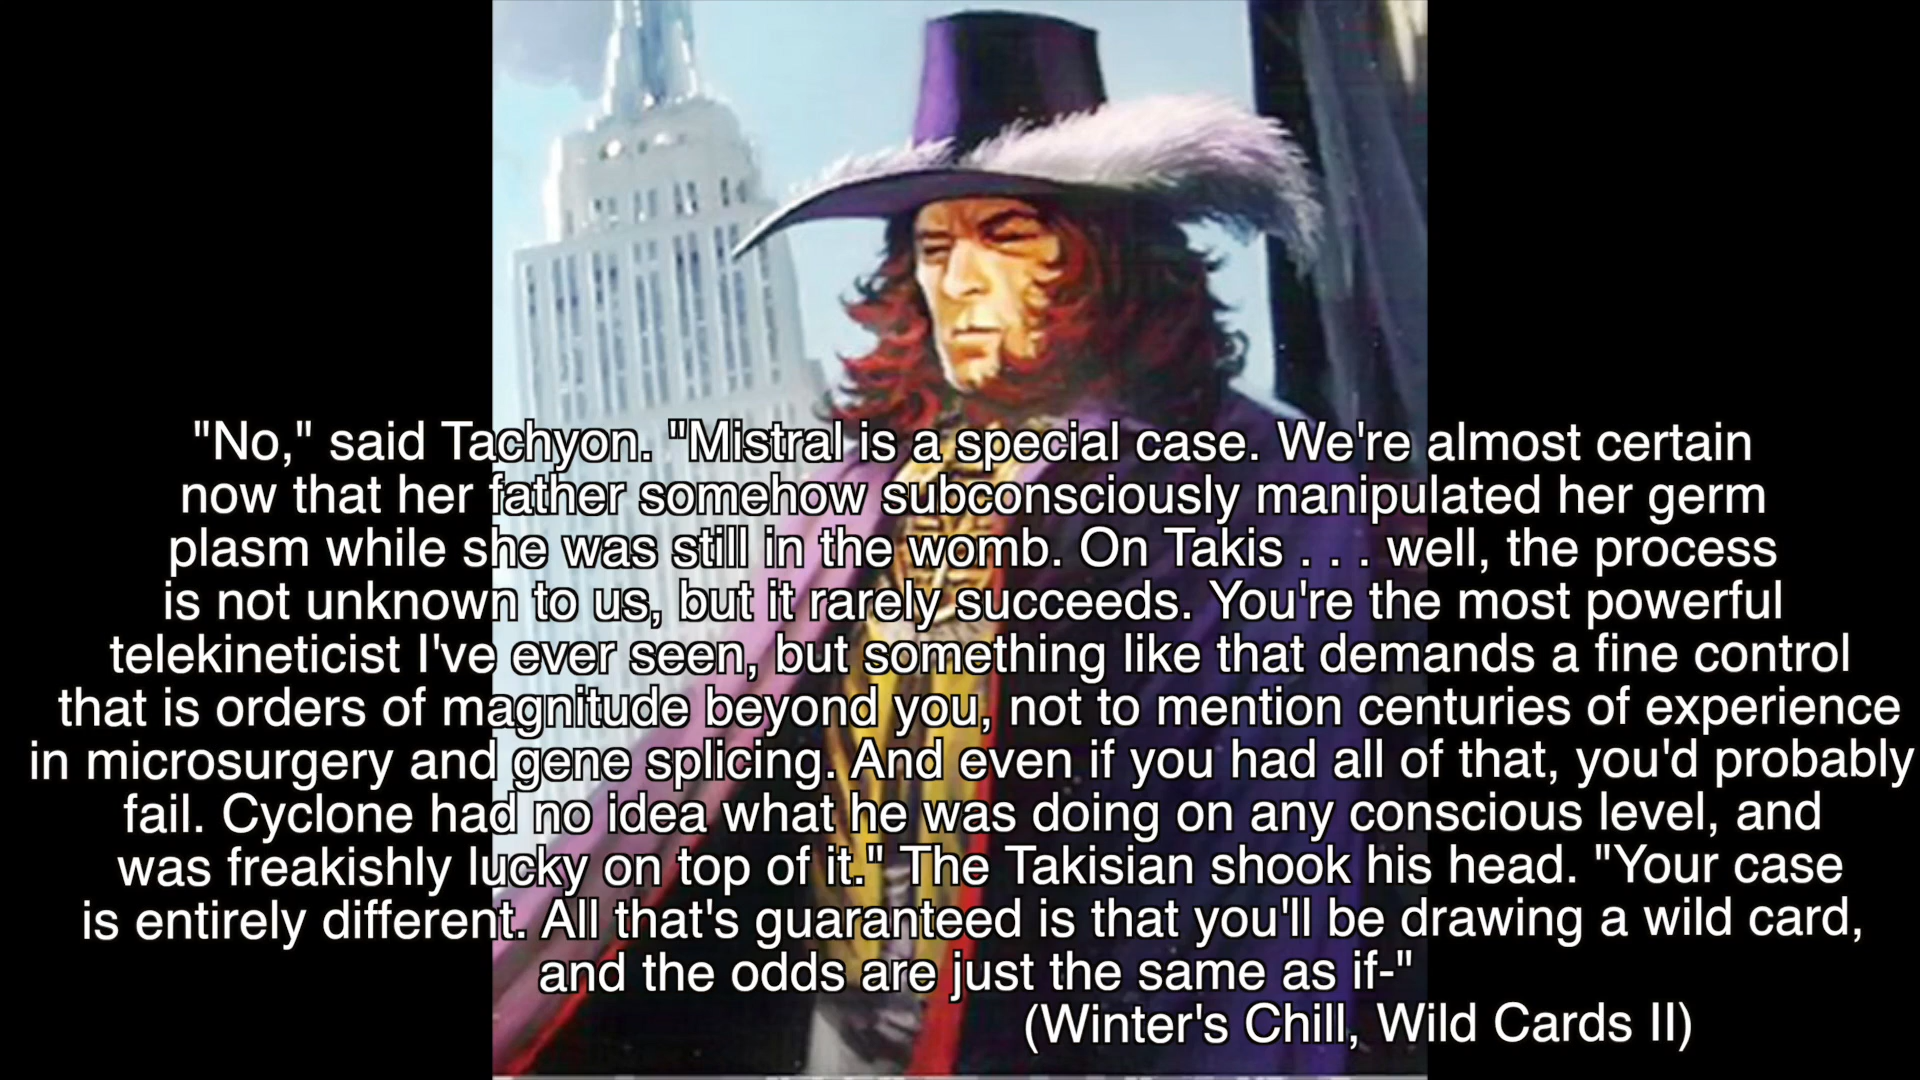 "No," said Tachyon. "Mistral is a special case. We're almost certain
now that her father somehow subconsciously manipulated her germ
plasm while she was still in the womb. On Takis . . . well, the process
is not unknown to us, but it rarely succeeds. You're the most powerful
telekineticist I've ever seen, but something like that demands a fine control
that is orders of magnitude beyond you, not to mention centuries of experience
in microsurgery and gene splicing. And even if you had all of that, you'd probably
fail. Cyclone had no idea what he was doing on any conscious level, and
was freakishly lucky on top of it." The Takisian shook his head. "Your case
is entirely different. All that's guaranteed is that you'll be drawing a wild card,
and the odds are just the same as if-"
(Winter's Chill, Wild Cards II)